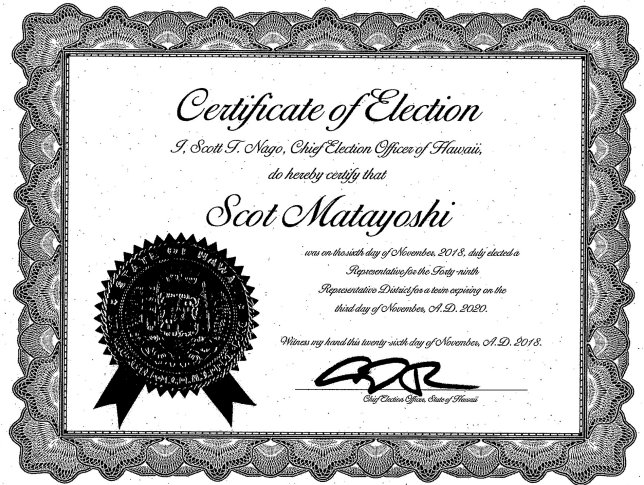 Certificate of Election
I, Scott T. Nago, Chief Election Officer of Hawaii,
do hereby certify that
Scot Matayoshi
was on the sixth day of November, 2018, duly elected a
Representative for the Forty-ninth
Representative District for a term expiring on the
third day of November, A.D. 2020.
Witness my hand this twenty-sixth day of November, A.D. 2018.
Chief Election Officer, State of Hawaii
STATE OF HAWAII